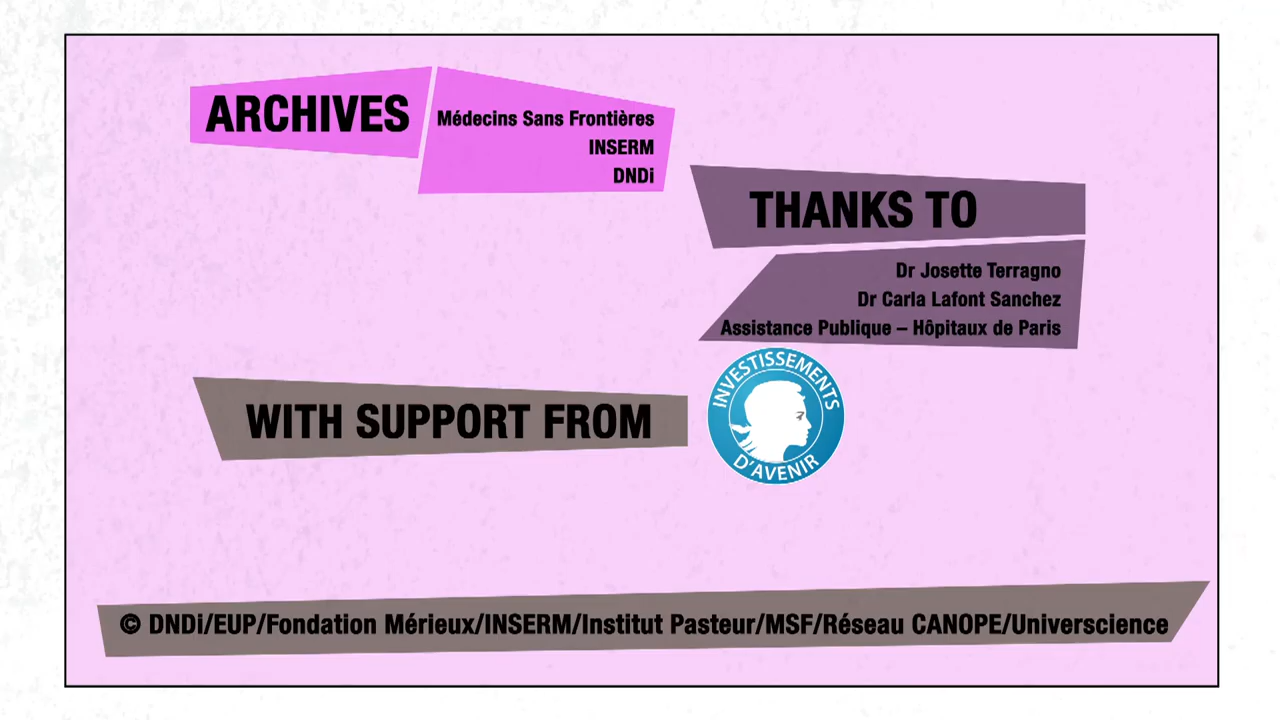 ARCHIVES
Médecins Sans Frontières
INSERM
DNDi
THANKS TO
Dr Josette Terragno
Dr Carla Lafont Sanchez
Assistance Publique – Hôpitaux de Paris
WITH SUPPORT FROM
INVESTISSEMENTS
D'AVENIR
© DNDi/EUP/Fondation Mérieux/INSERM/Institut Pasteur/MSF/Réseau CANOPE/Universcience